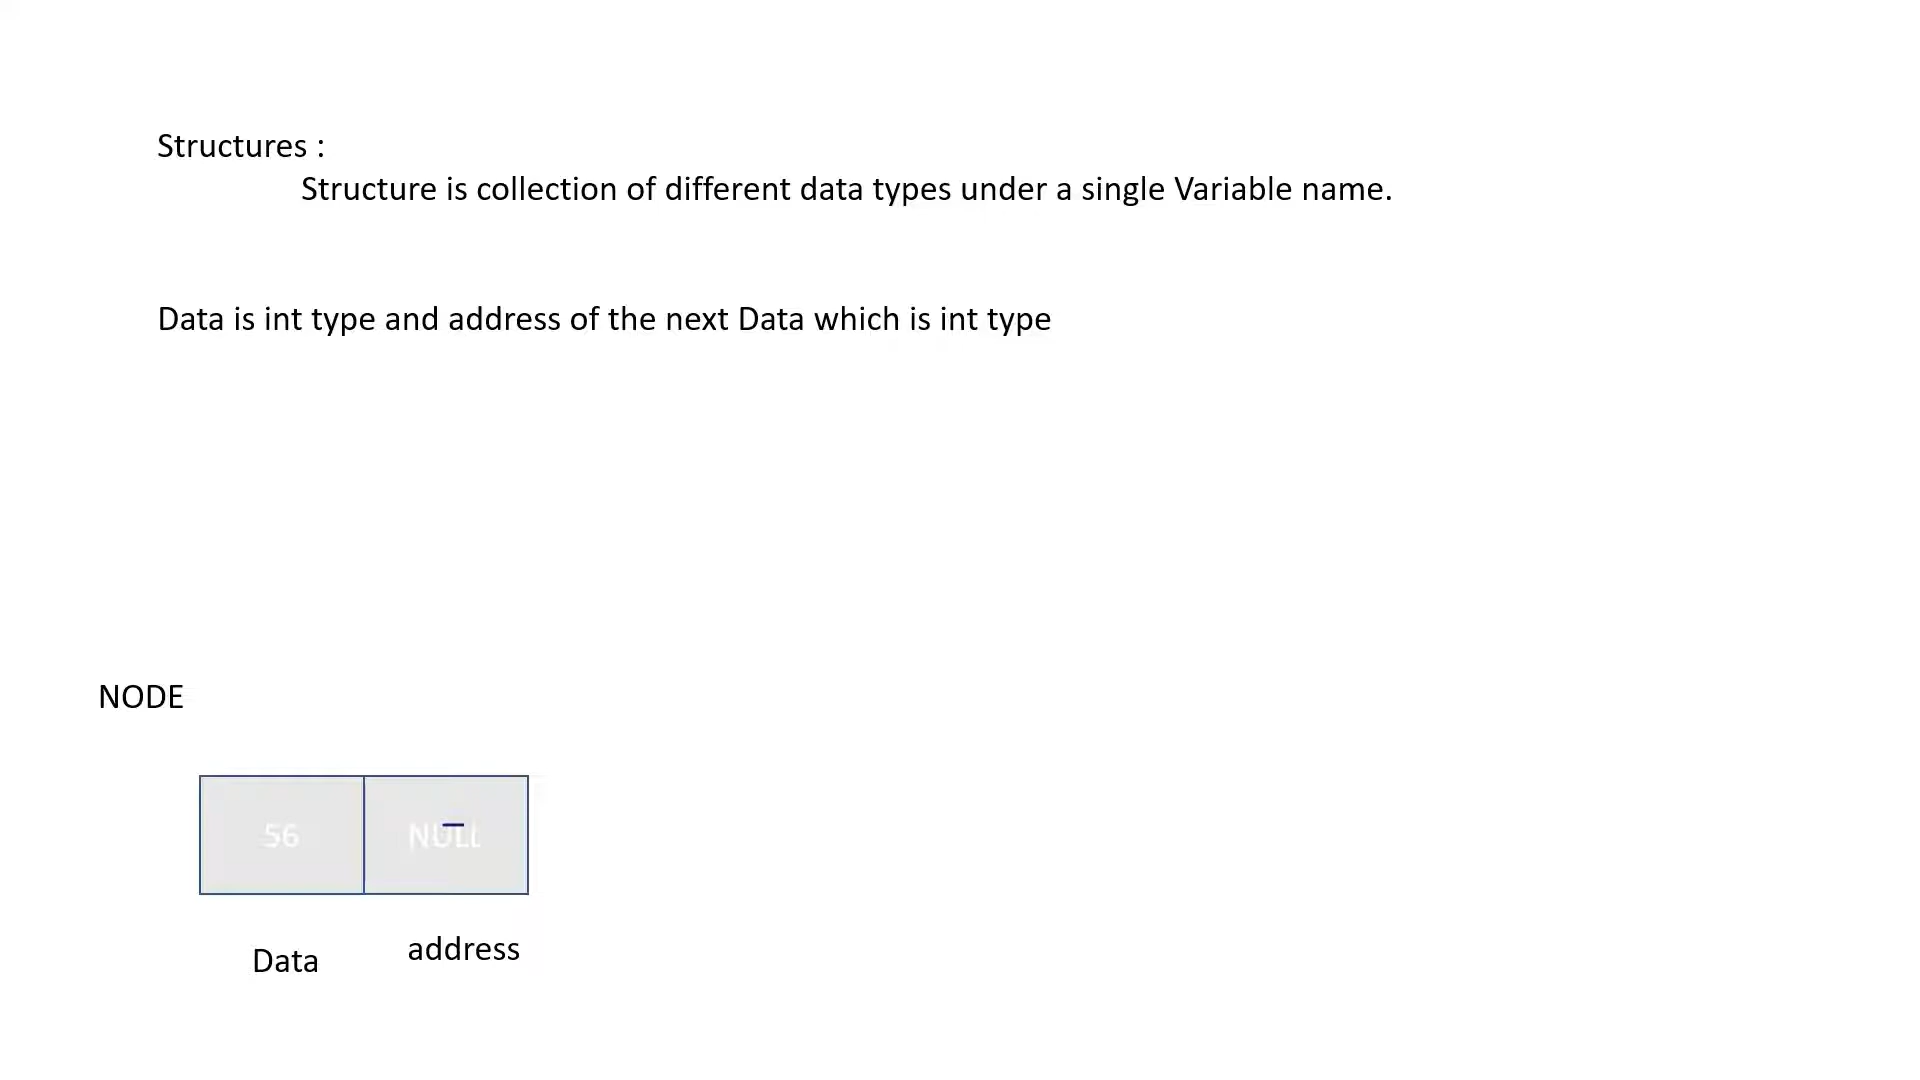 Structures :
Structure is collection of different data types under a single Variable name.
Data is int type and address of the next Data which is int type
NODE
56 NULL
Data address